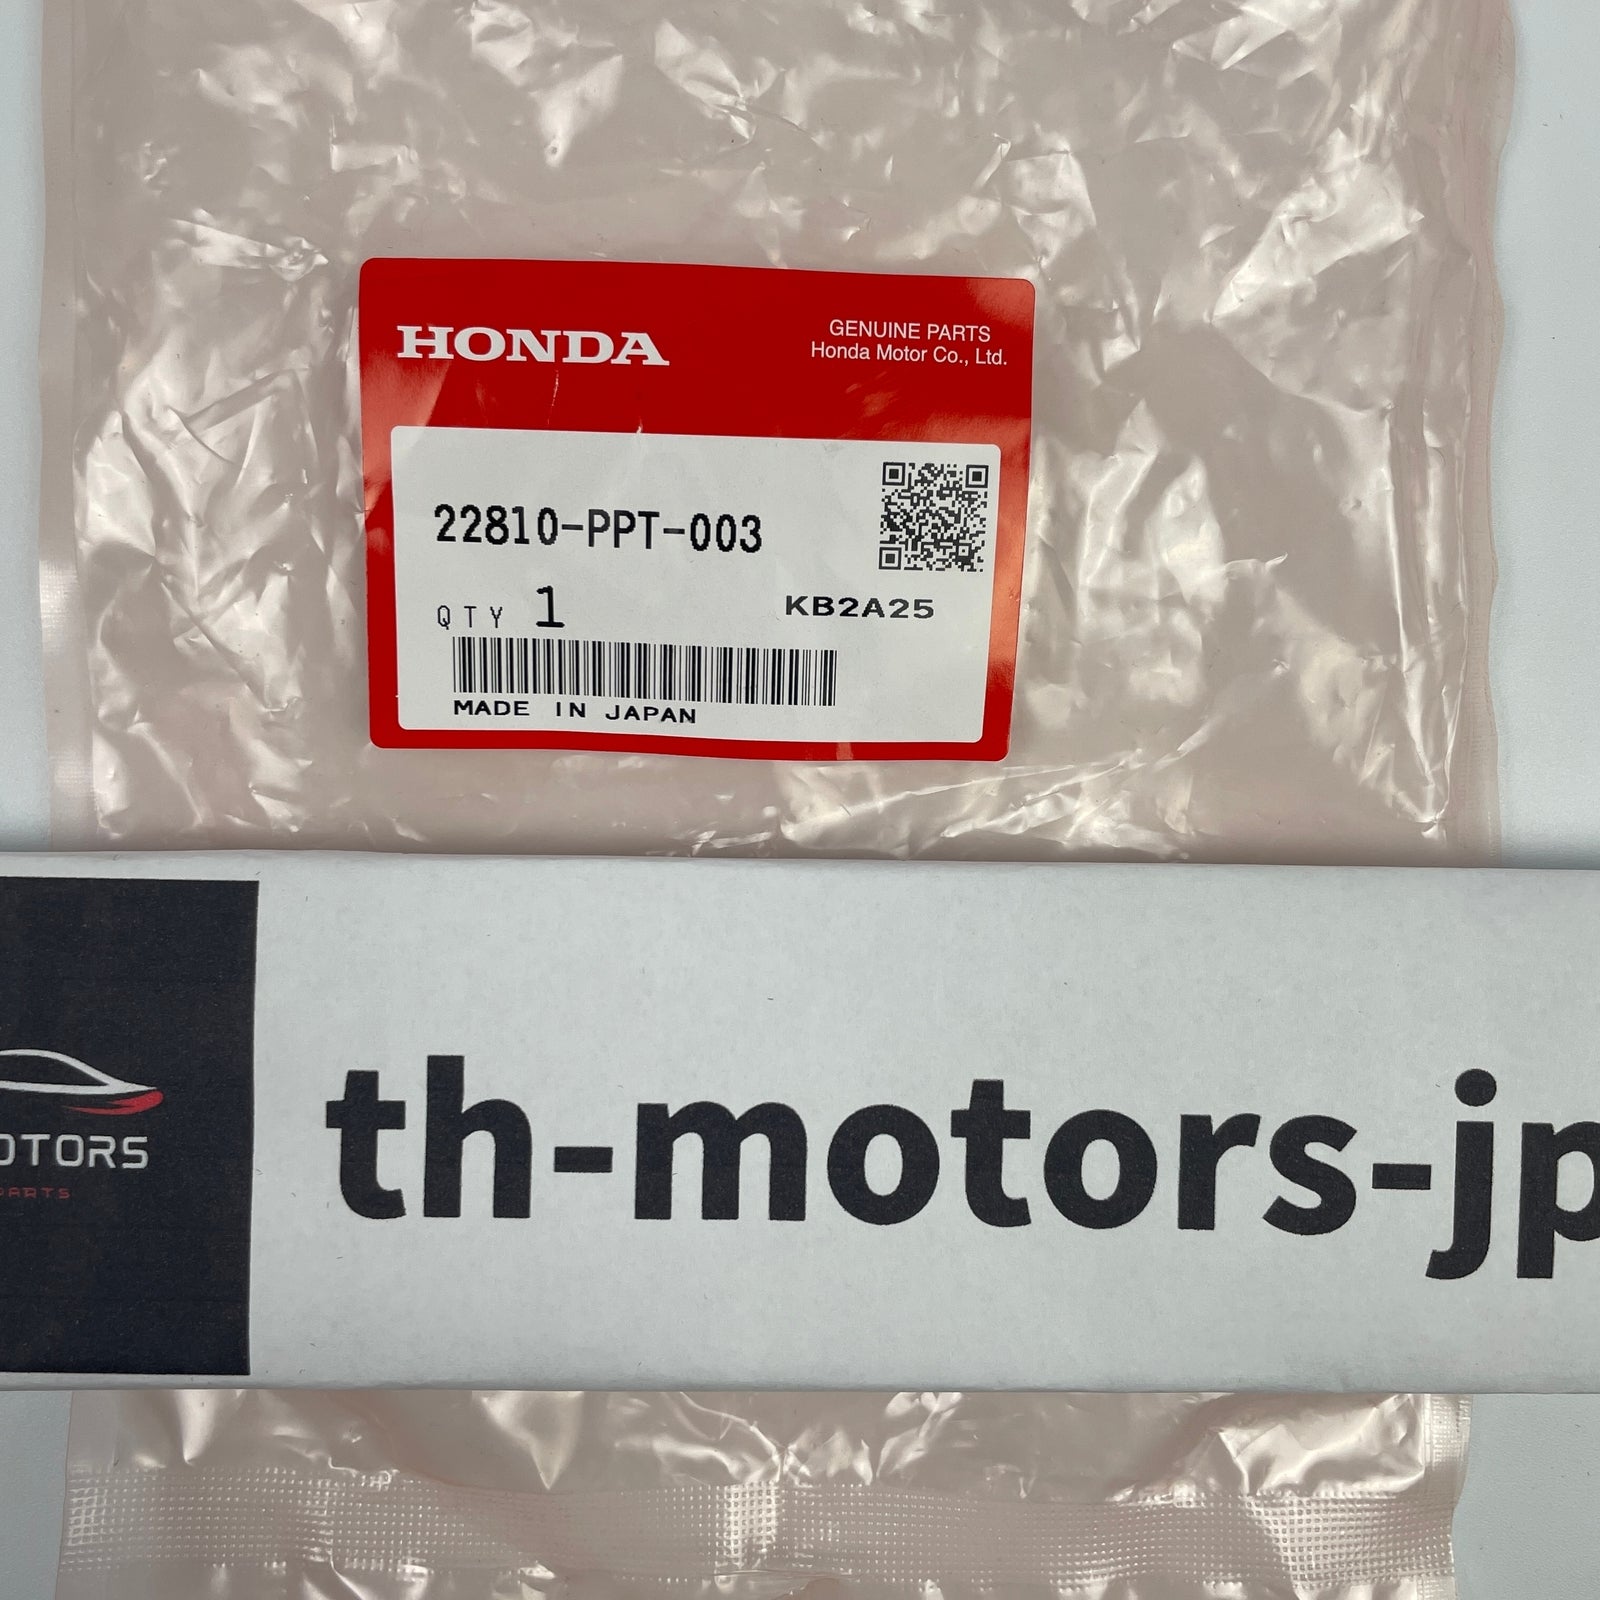 HONDA
GENUINE PARTS
Honda Motor Co., Ltd.
22810-PPT-003
QTY 1
KB2A25
MADE IN JAPAN
OTORS
PARTS
th-motors-jp